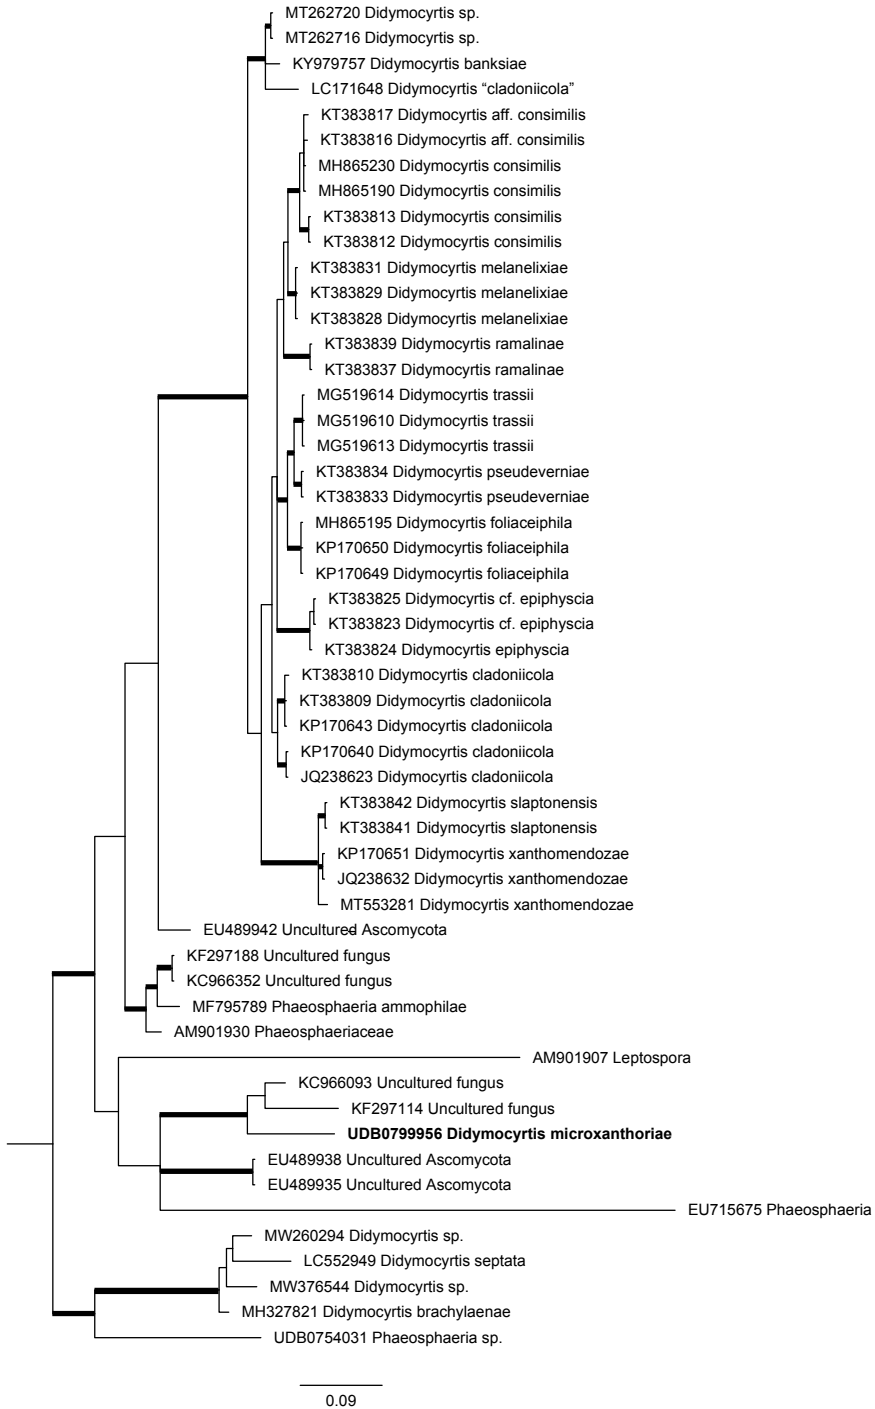 MT262720 Didymocyrtis sp.
MT262716 Didymocyrtis sp.
KY979757 Didymocyrtis banksiae
LC171648 Didymocyrtis “cladoniicola”
KT383817 Didymocyrtis aff. consimilis
KT383816 Didymocyrtis aff. consimilis
MH865230 Didymocyrtis consimilis
MH865190 Didymocyrtis consimilis
KT383813 Didymocyrtis consimilis
KT383812 Didymocyrtis consimilis
KT383831 Didymocyrtis melanelixiae
KT383829 Didymocyrtis melanelixiae
KT383828 Didymocyrtis melanelixiae
KT383839 Didymocyrtis ramalinae
KT383837 Didymocyrtis ramalinae
MG519614 Didymocyrtis trassii
MG519610 Didymocyrtis trassii
MG519613 Didymocyrtis trassii
KT383834 Didymocyrtis pseudeverniae
KT383833 Didymocyrtis pseudeverniae
MH865195 Didymocyrtis foliaceiphila
KP170650 Didymocyrtis foliaceiphila
KP170649 Didymocyrtis foliaceiphila
KT383825 Didymocyrtis cf. epiphyscia
KT383823 Didymocyrtis cf. epiphyscia
KT383824 Didymocyrtis epiphyscia
KT383810 Didymocyrtis cladoniicola
KT383809 Didymocyrtis cladoniicola
KP170643 Didymocyrtis cladoniicola
KP170640 Didymocyrtis cladoniicola
JQ238623 Didymocyrtis cladoniicola
KT383842 Didymocyrtis slaptonensis
KT383841 Didymocyrtis slaptonensis
KP170651 Didymocyrtis xanthomendozae
JQ238632 Didymocyrtis xanthomendozae
MT553281 Didymocyrtis xanthomendozae
EU489942 Uncultured Ascomycota
KF297188 Uncultured fungus
KC966352 Uncultured fungus
MF795789 Phaeosphaeria ammophilae
AM901930 Phaeosphaeriaceae
AM901907 Leptospora
KC966093 Uncultured fungus
KF297114 Uncultured fungus
UDB0799956 Didymocyrtis microxanthoriae
EU489938 Uncultured Ascomycota
EU489935 Uncultured Ascomycota
EU715675 Phaeosphaeria
MW260294 Didymocyrtis sp.
LC552949 Didymocyrtis septata
MW376544 Didymocyrtis sp.
MH327821 Didymocyrtis brachylaenae
UDB0754031 Phaeosphaeria sp.
0.09